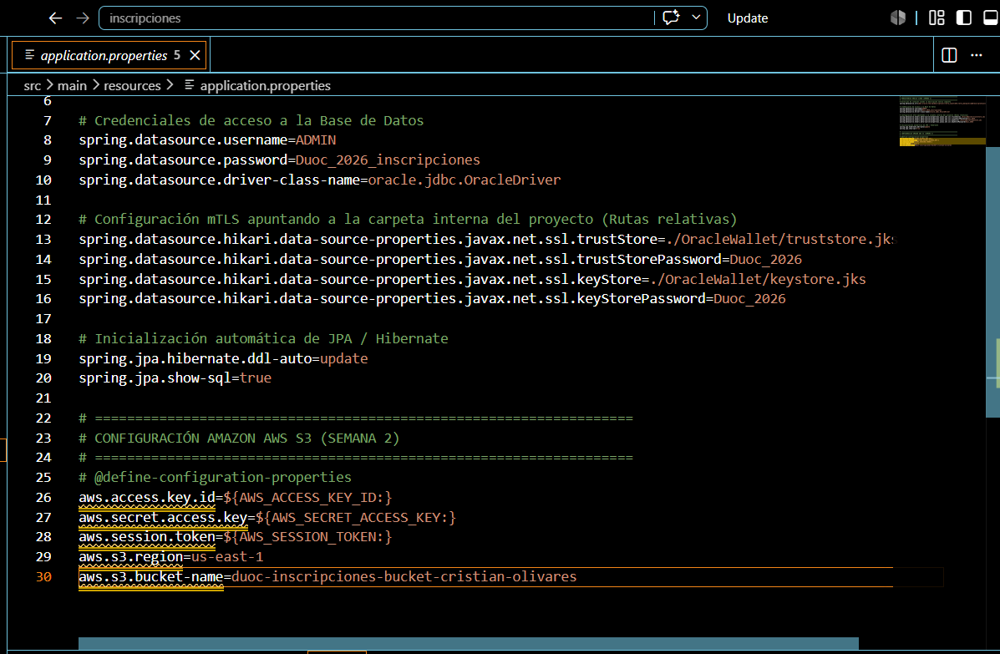 inscripciones
Update
application.properties 5
src main resources application.properties
6
7 # Credenciales de acceso a la Base de Datos
8 spring.datasource.username=ADMIN
9 spring.datasource.password=Duoc_2026_inscripciones
10 spring.datasource.driver-class-name=oracle.jdbc.OracleDriver
11
12 # Configuración mTLS apuntando a la carpeta interna del proyecto (Rutas relativas)
13 spring.datasource.hikari.data-source-properties.javax.net.ssl.trustStore=./OracleWallet/truststore.jks
14 spring.datasource.hikari.data-source-properties.javax.net.ssl.trustStorePassword=Duoc_2026
15 spring.datasource.hikari.data-source-properties.javax.net.ssl.keyStore=./OracleWallet/keystore.jks
16 spring.datasource.hikari.data-source-properties.javax.net.ssl.keyStorePassword=Duoc_2026
17
18 # Inicialización automática de JPA / Hibernate
19 spring.jpa.hibernate.ddl-auto=update
20 spring.jpa.show-sql=true
21
22 # ===================================================================
23 # CONFIGURACIÓN AMAZON AWS S3 (SEMANA 2)
24 # ===================================================================
25 # @define-configuration-properties
26 aws.access.key.id=${AWS_ACCESS_KEY_ID:}
27 aws.secret.access.key=${AWS_SECRET_ACCESS_KEY:}
28 aws.session.token=${AWS_SESSION_TOKEN:}
29 aws.s3.region=us-east-1
30 aws.s3.bucket-name=duoc-inscripciones-bucket-cristian-olivares